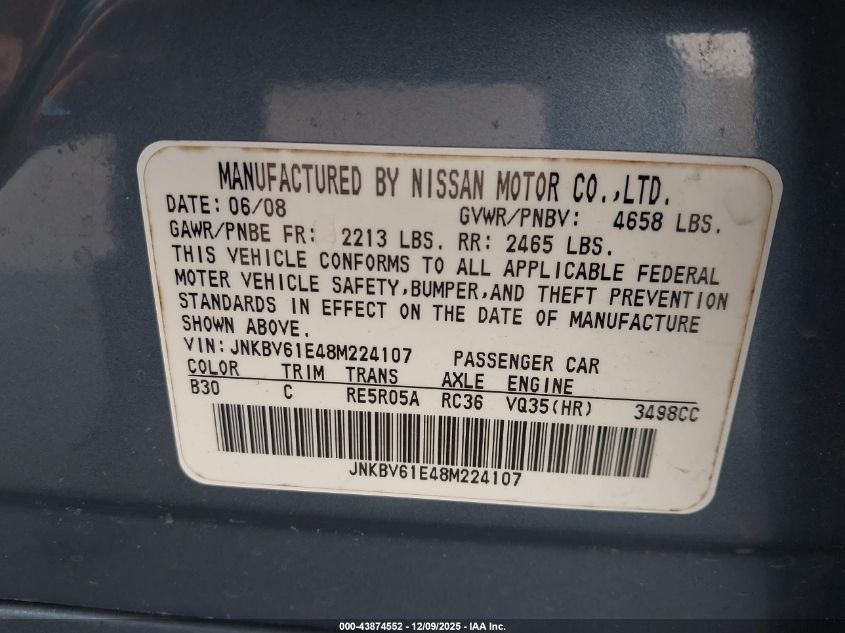 MANUFACTURED BY NISSAN MOTOR CO.,LTD.
DATE: 06/08 GVWR/PNBV: 4658 LBS.
GAWR/PNBE FR: 2213 LBS. RR: 2465 LBS.
THIS VEHICLE CONFORMS TO ALL APPLICABLE FEDERAL
MOTER VEHICLE SAFETY,BUMPER,AND THEFT PREVENTION
STANDARDS IN EFFECT ON THE DATE OF MANUFACTURE
SHOWN ABOVE.
VIN: JNKBV61E48M224107 PASSENGER CAR
COLOR TRIM TRANS AXLE ENGINE
B30 C RE5R05A RC36 VQ35(HR) 3498CC
JNKBV61E48M224107
000-43874552 - 12/09/2025 - IAA Inc.